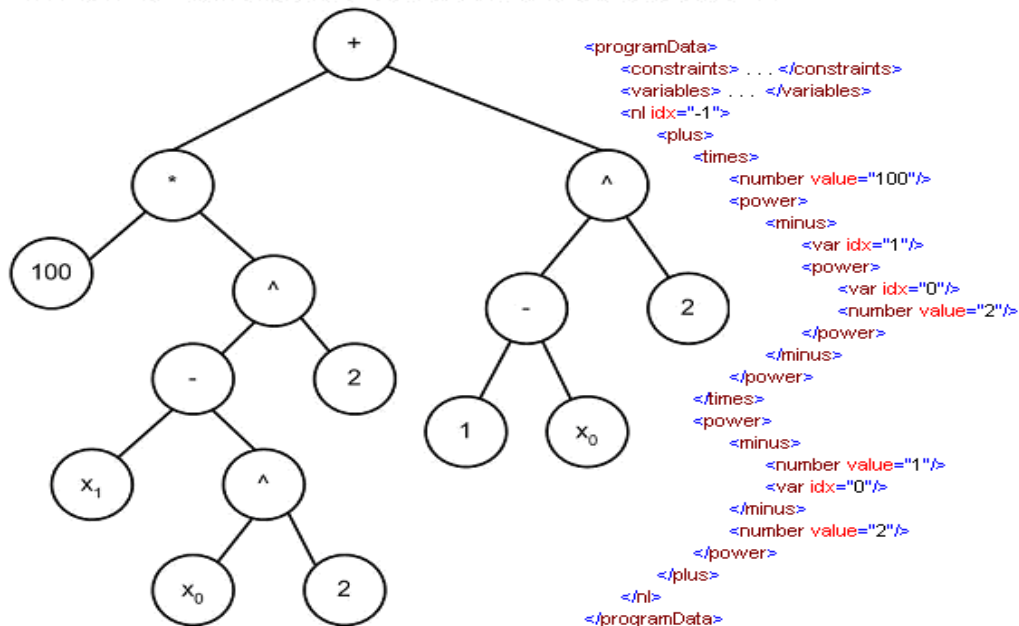 +
*
^
100
^
-
2
-
2
1
x₀
x₁
^
x₀
2
<programData>
<constraints> . . . </constraints>
<variables> . . . </variables>
<nl idx="-1">
<plus>
<times>
<number value="100"/>
<power>
<minus>
<var idx="1"/>
<power>
<var idx="0"/>
<number value="2"/>
</power>
</minus>
</power>
</times>
<power>
<minus>
<number value="1"/>
<var idx="0"/>
</minus>
<number value="2"/>
</power>
</plus>
</nl>
</programData>